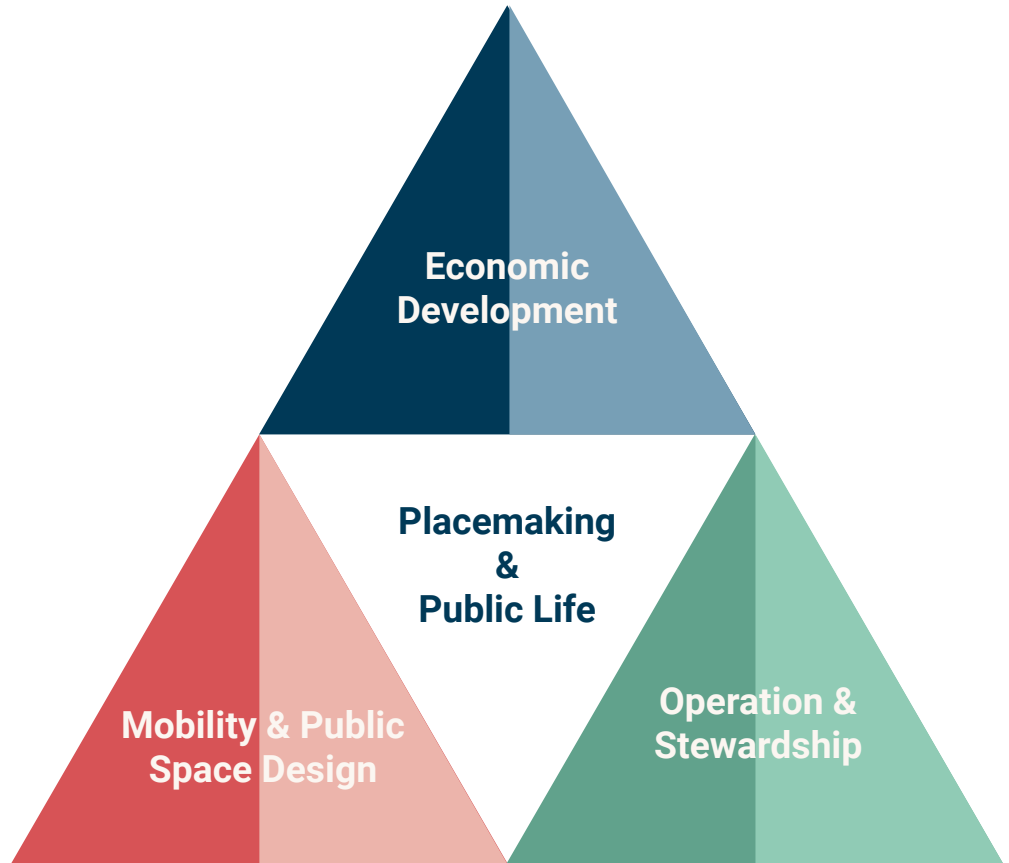 Economic
Development
Placemaking
&
Public Life
Mobility & Public
Space Design
Operation &
Stewardship